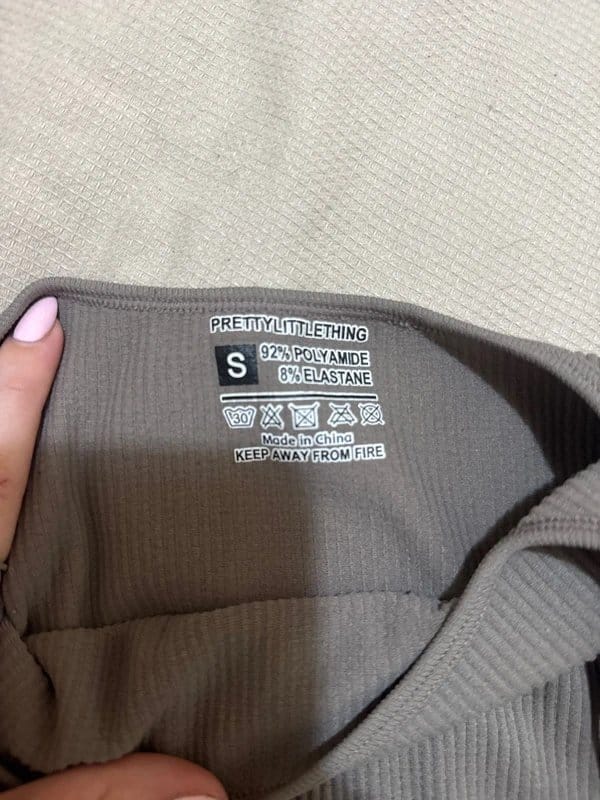 PRETTYLITTLETHING
S 92% POLYAMIDE
8% ELASTANE
30
Made in China
KEEP AWAY FROM FIRE